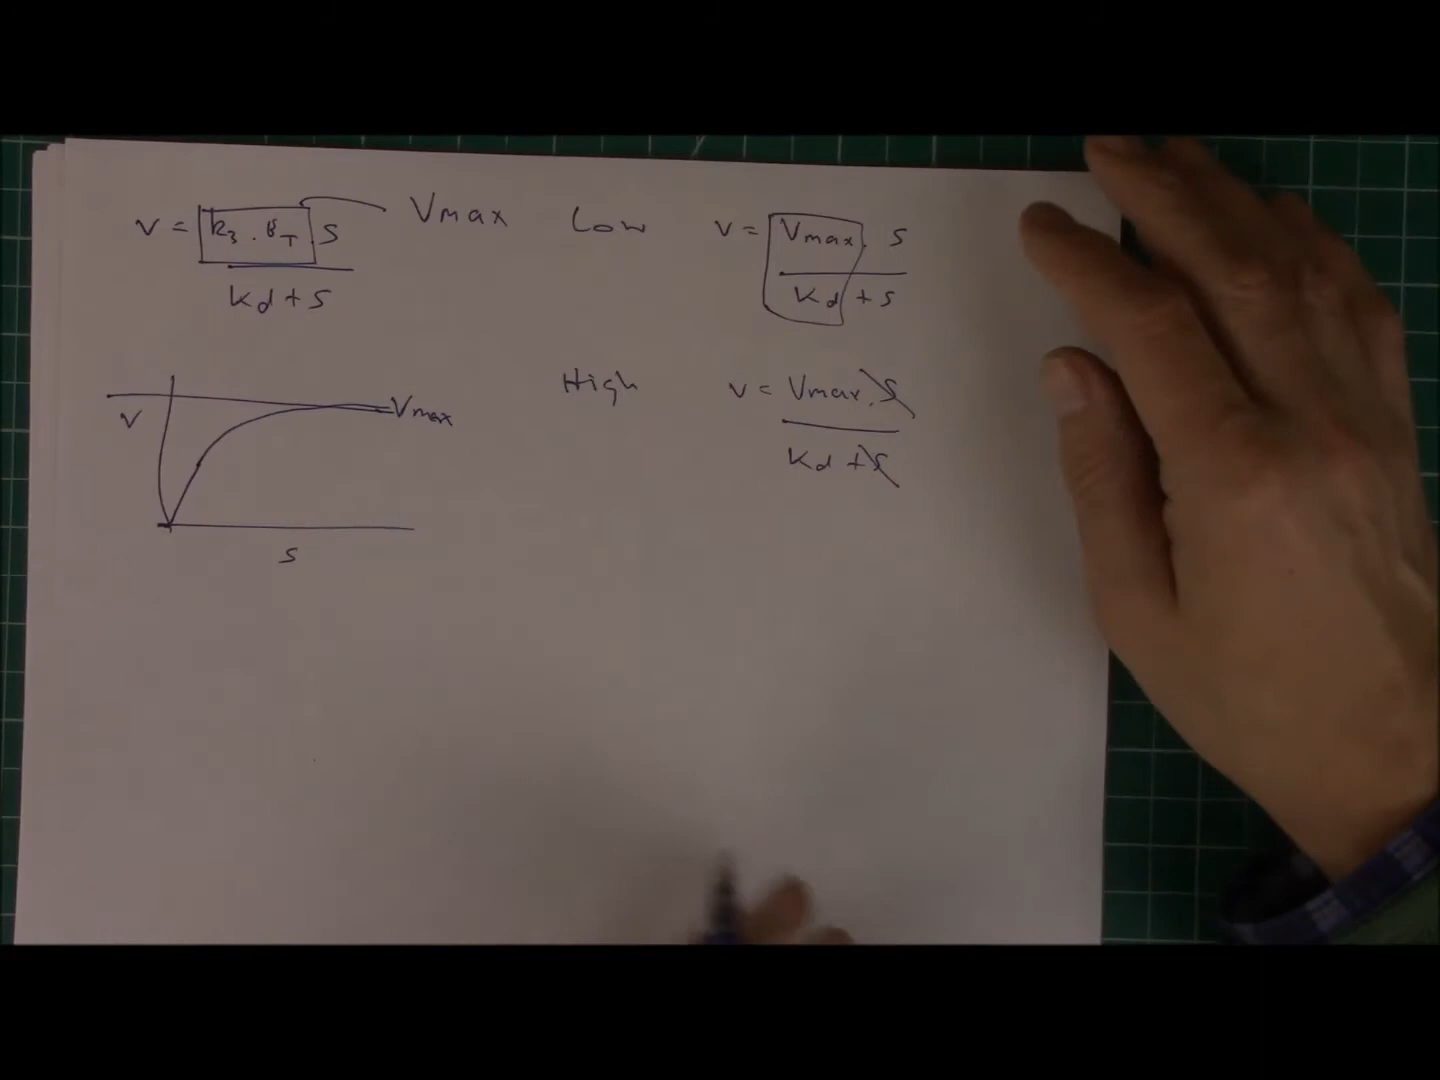 v = k3 . eT . S
kd + S
Vmax
Low
v = Vmax . S
kd + S
V
Vmax
S
High
v = Vmax . S
kd + S